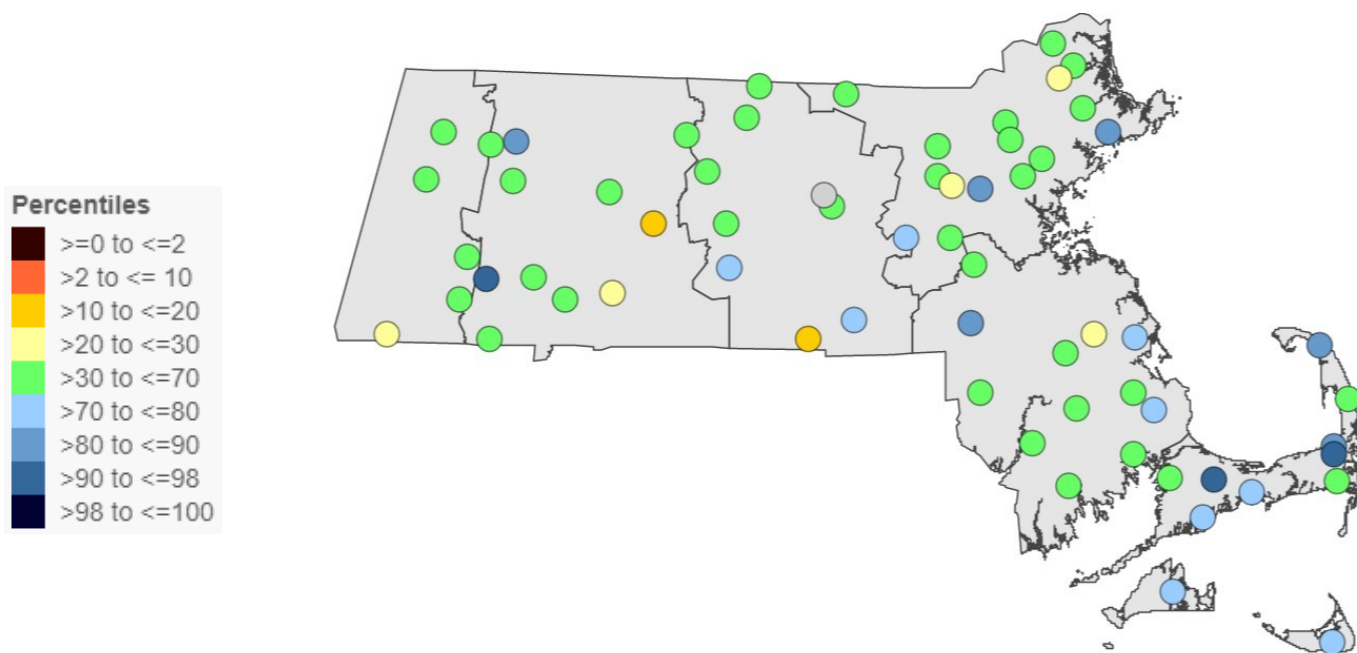 Percentiles
>=0 to <=2
>2 to <= 10
>10 to <=20
>20 to <=30
>30 to <=70
>70 to <=80
>80 to <=90
>90 to <=98
>98 to <=100